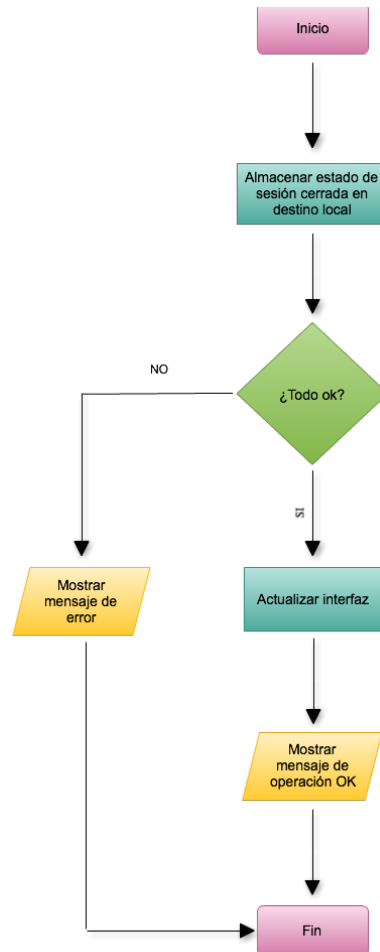 Inicio
Almacenar estado de
sesión cerrada en
destino local
NO
¿Todo ok?
SI
Mostrar
mensaje de
error
Actualizar interfaz
Mostrar
mensaje de
operación OK
Fin